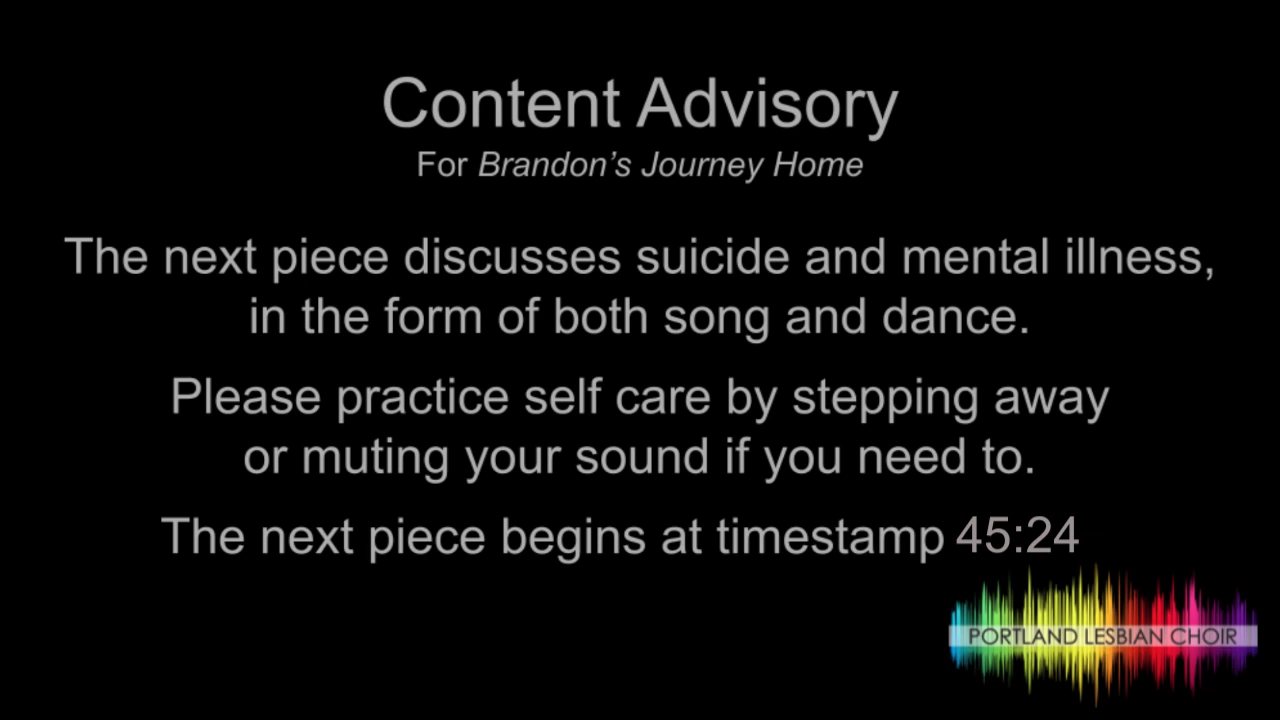 Content Advisory
For Brandon’s Journey Home
The next piece discusses suicide and mental illness,
in the form of both song and dance.
Please practice self care by stepping away
or muting your sound if you need to.
The next piece begins at timestamp 45:24
PORTLAND LESBIAN CHOIR